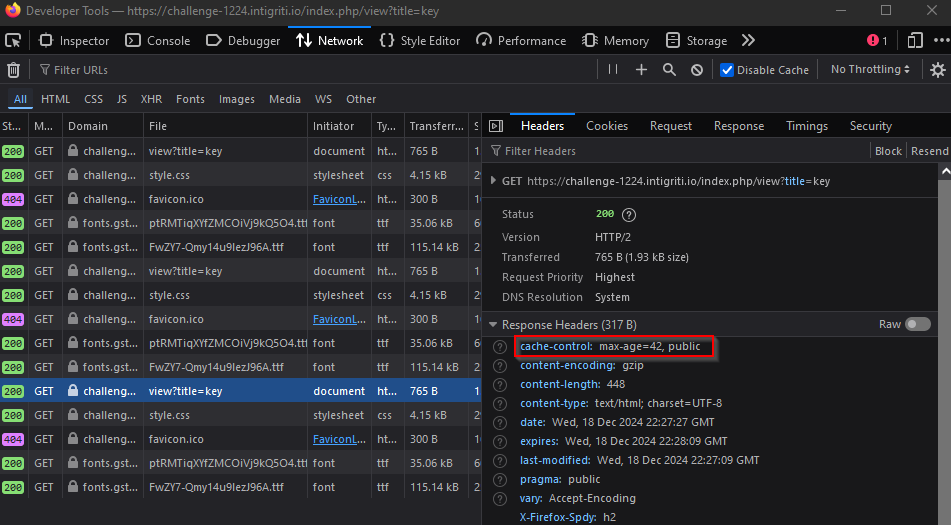 Developer Tools — https://challenge-1224.intigriti.io/index.php/view?title=key
Inspector Console Debugger Network Style Editor Performance Memory Storage 1
Filter URLs Disable Cache No Throttling
All HTML CSS JS XHR Fonts Images Media WS Other
St... M... Domain File Initiator Ty... Transferr... S
200 GET challeng... view?title=key document ht... 765 B 1
200 GET challeng... style.css stylesheet css 4.15 kB 29
404 GET challeng... favicon.ico FaviconL... ht... 300 B 16
200 GET fonts.gst... ptRMTiqXYfZMCOiVj9kQ5O4.ttf font ttf 35.06 kB 6
200 GET fonts.gst... FwZY7-Qmy14u9lezJ96A.ttf font ttf 115.14 kB 2
200 GET challeng... view?title=key document ht... 765 B 1
200 GET challeng... style.css stylesheet css 4.15 kB 29
404 GET challeng... favicon.ico FaviconL... ht... 300 B 16
200 GET fonts.gst... ptRMTiqXYfZMCOiVj9kQ5O4.ttf font ttf 35.06 kB 6
200 GET fonts.gst... FwZY7-Qmy14u9lezJ96A.ttf font ttf 115.14 kB 2
200 GET challeng... view?title=key document ht... 765 B 1
200 GET challeng... style.css stylesheet css 4.15 kB 29
404 GET challeng... favicon.ico FaviconL... ht... 300 B 16
200 GET fonts.gst... ptRMTiqXYfZMCOiVj9kQ5O4.ttf font ttf 35.06 kB 6
200 GET fonts.gst... FwZY7-Qmy14u9lezJ96A.ttf font ttf 115.14 kB 2
Headers Cookies Request Response Timings Security
Filter Headers Block Resend
GET https://challenge-1224.intigriti.io/index.php/view?title=key
Status 200
Version HTTP/2
Transferred 765 B (1.93 kB size)
Request Priority Highest
DNS Resolution System
Response Headers (317 B) Raw
cache-control: max-age=42, public
content-encoding: gzip
content-length: 448
content-type: text/html; charset=UTF-8
date: Wed, 18 Dec 2024 22:27:27 GMT
expires: Wed, 18 Dec 2024 22:28:09 GMT
last-modified: Wed, 18 Dec 2024 22:27:09 GMT
pragma: public
vary: Accept-Encoding
X-Firefox-Spdy: h2